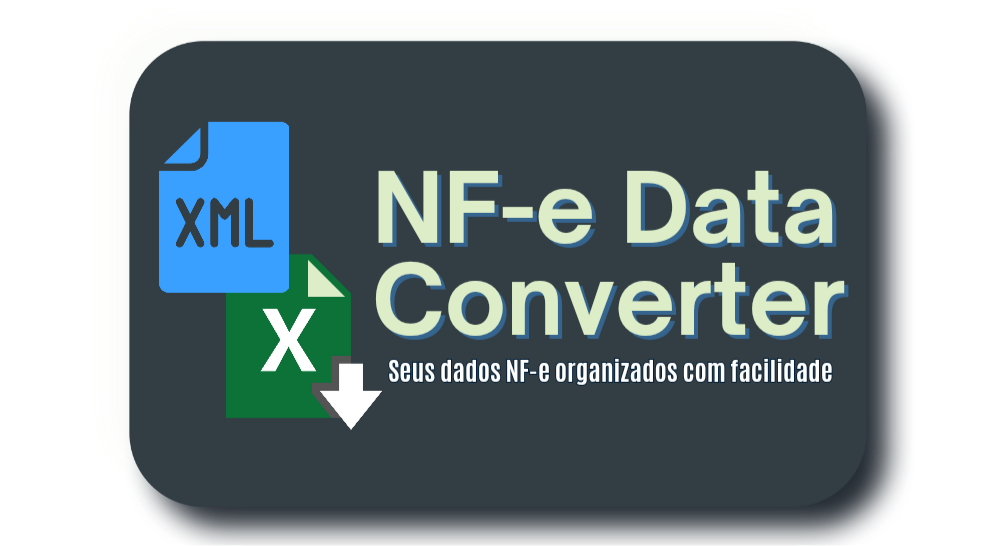 XML
X
NF-e Data
Converter
Seus dados NF-e organizados com facilidade